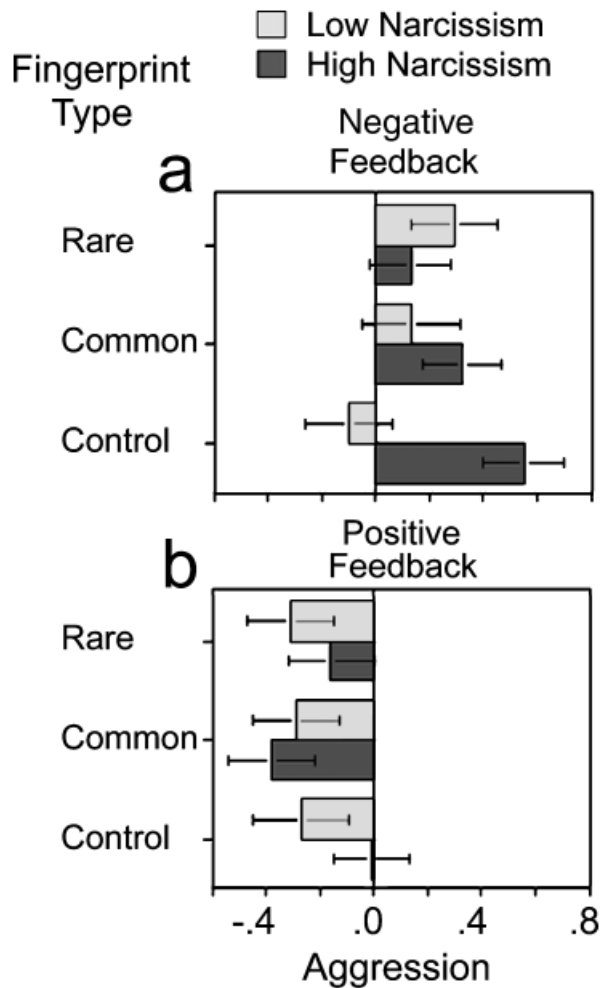 Low Narcissism
High Narcissism
Fingerprint
Type
Negative
Feedback
a
Rare
Common
Control
Positive
Feedback
b
Rare
Common
Control
-.4 .0 .4 .8
Aggression